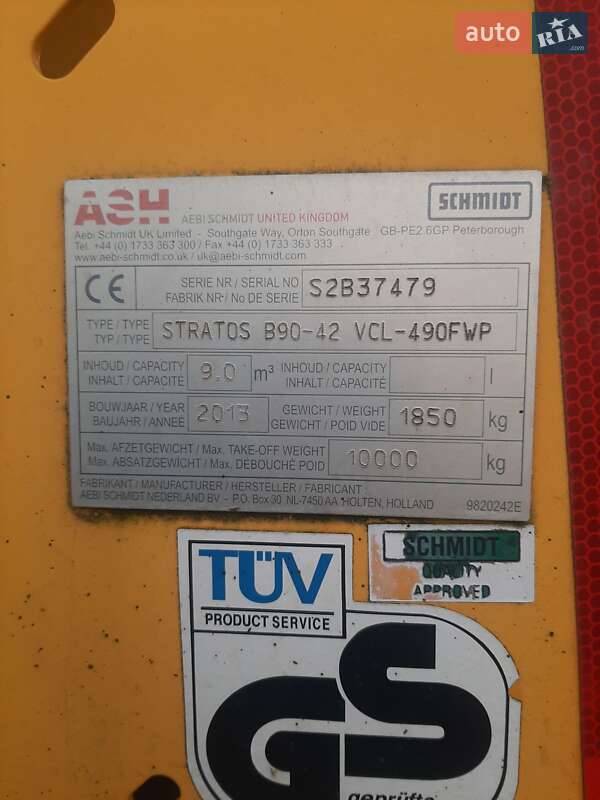 auto RIA.com
ASH AEBI SCHMIDT UNITED KINGDOM SCHMIDT
Aebi Schmidt UK Limited - Southgate Way, Orton Southgate GB-PE2 6GP Peterborough
Tel. +44 (0) 1733 363 300 / Fax +44 (0) 1733 363 333
www.aebi-schmidt.co.uk / uk@aebi-schmidt.com
CE SERIE NR / SERIAL NO S2B37479
FABRIK NR / No DE SERIE
TYPE / TYPE STRATOS B90-42 VCL-490FWP
TYP / TYPE
INHOUD / CAPACITY 9.0 m³ INHOUD / CAPACITY l
INHALT / CAPACITÉ INHALT / CAPACITÉ
BOUWJAAR / YEAR 2013 GEWICHT / WEIGHT 1850 kg
BAUJAHR / ANNEÉ GEWICHT / POID VIDE
Max. AFZETGEWICHT / Max. TAKE-OFF WEIGHT 10000 kg
Max. ABSATZGEWICHT / Max. DÉBOUCHÉ POID
FABRIKANT / MANUFACTURER / HERSTELLER / FABRICANT
AEBI SCHMIDT NEDERLAND BV - P.O. Box 30 NL-7450 AA HOLTEN, HOLLAND 9820242E
TÜV
PRODUCT SERVICE
SCHMIDT
QUALITY
APPROVED
GS
geprüfte